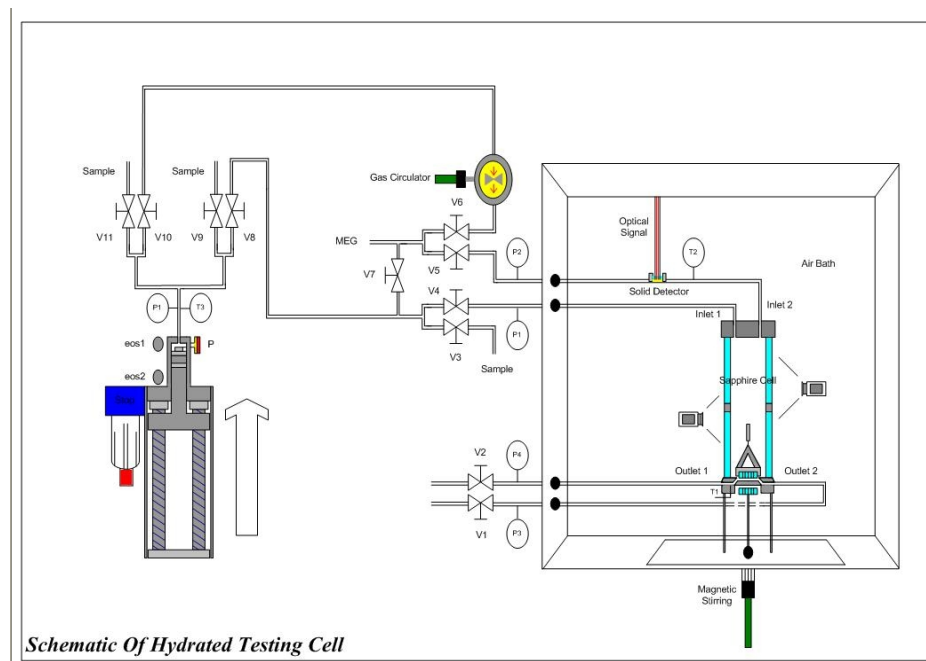 Sample
Sample
Gas Circulator
V6
Optical
Signal
V11
V10
V9
V8
MEG
P2
T2
Air Bath
V7
V5
V4
Solid Detector
Inlet 2
Inlet 1
P1
T3
P1
eos1
P
V3
Sample
eos2
Sapphire Cell
V2
P4
Outlet 1
Outlet 2
T1
V1
P3
Magnetic
Stirring
Schematic Of Hydrated Testing Cell